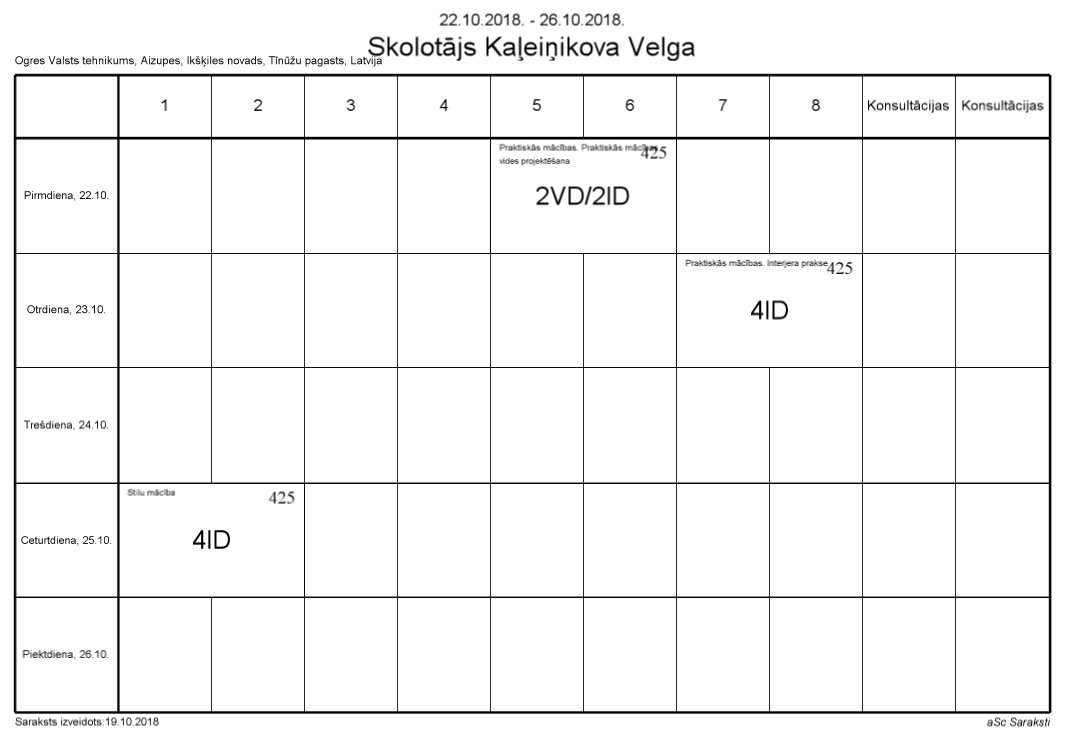 22.10.2018. - 26.10.2018.
Skolotājs Kaļeiņikova Velga
Ogres Valsts tehnikums, Aizupes, Ikšķiles novads, Tīnūžu pagasts, Latvija
1 2 3 4 5 6 7 8 Konsultācijas Konsultācijas
Pirmdiena, 22.10.
Praktiskās mācības. Praktiskās mācības
vides projektēšana
425
2VD/2ID
Otrdiena, 23.10.
Praktiskās mācības. Interjera prakse
425
4ID
Trešdiena, 24.10.
Ceturtdiena, 25.10.
Stilu mācība
425
4ID
Piektdiena, 26.10.
Saraksts izveidots:19.10.2018
aSc Saraksti